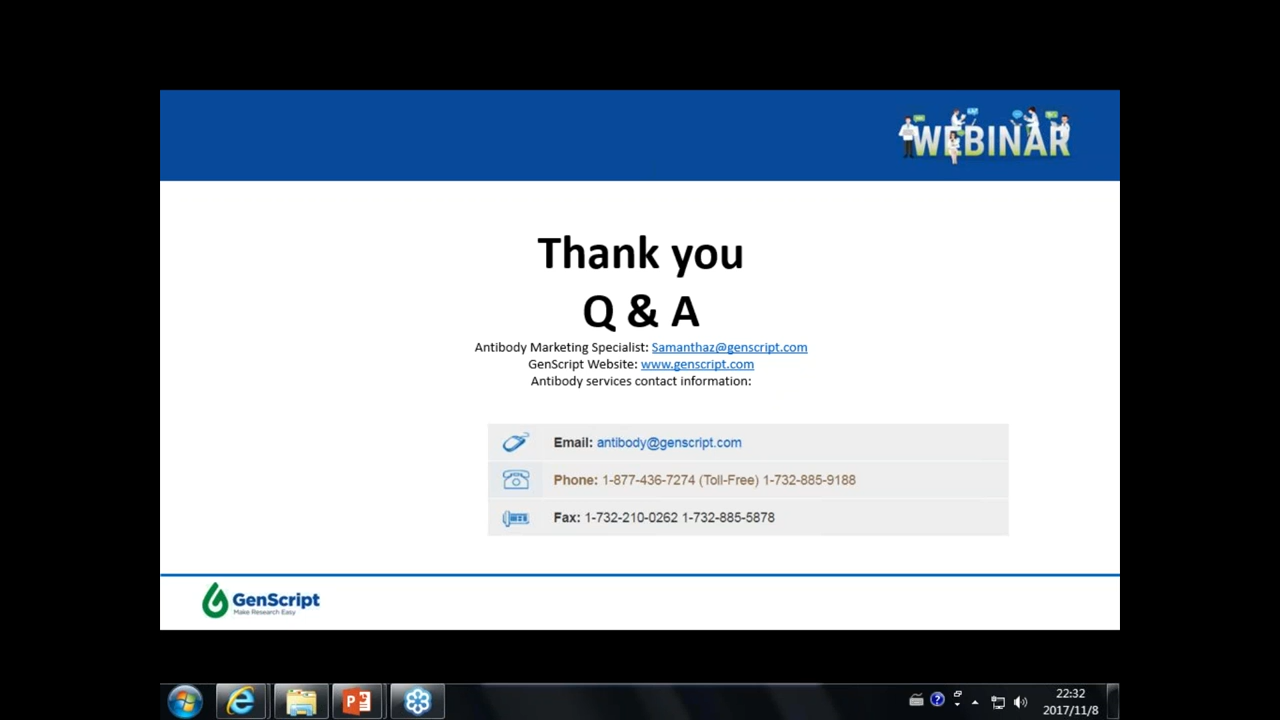 WEBINAR
Thank you
Q & A
Antibody Marketing Specialist: Samanthaz@genscript.com
GenScript Website: www.genscript.com
Antibody services contact information:
Email: antibody@genscript.com
Phone: 1-877-436-7274 (Toll-Free) 1-732-885-9188
Fax: 1-732-210-0262 1-732-885-5878
GenScript
Make Research Easy
22:32
2017/11/8